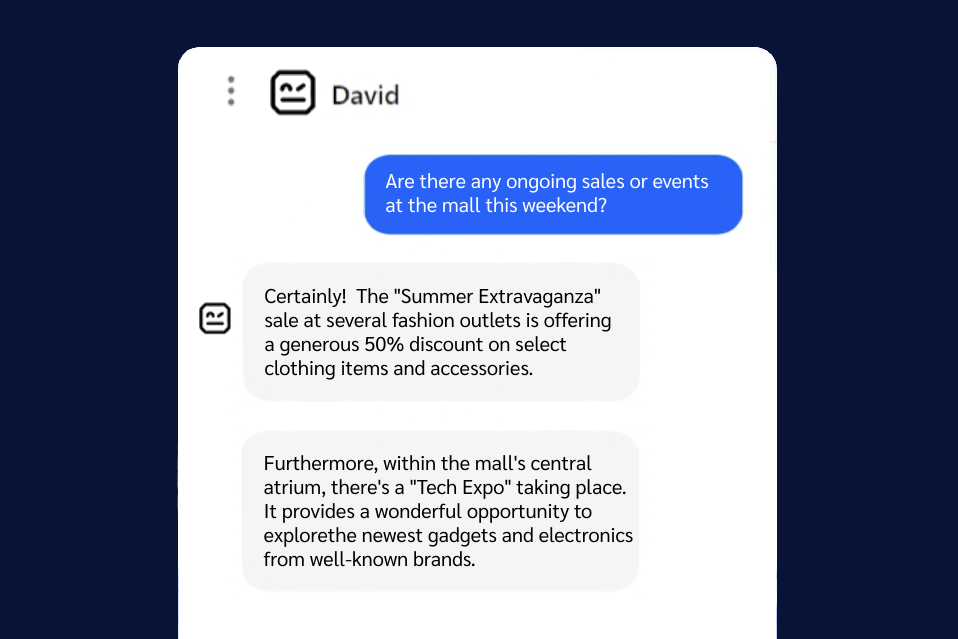 David
Are there any ongoing sales or events
at the mall this weekend?
Certainly!  The "Summer Extravaganza"
sale at several fashion outlets is offering
a generous 50% discount on select
clothing items and accessories.
Furthermore, within the mall's central
atrium, there's a "Tech Expo" taking place.
It provides a wonderful opportunity to
explorethe newest gadgets and electronics
from well-known brands.